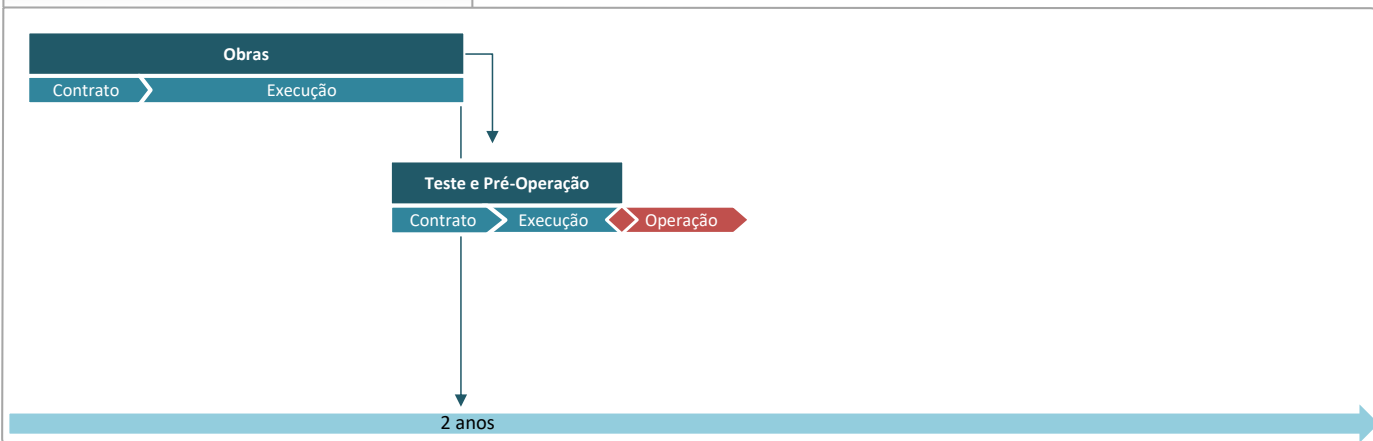 Obras
Contrato
Execução
Teste e Pré-Operação
Contrato
Execução
Operação
2 anos